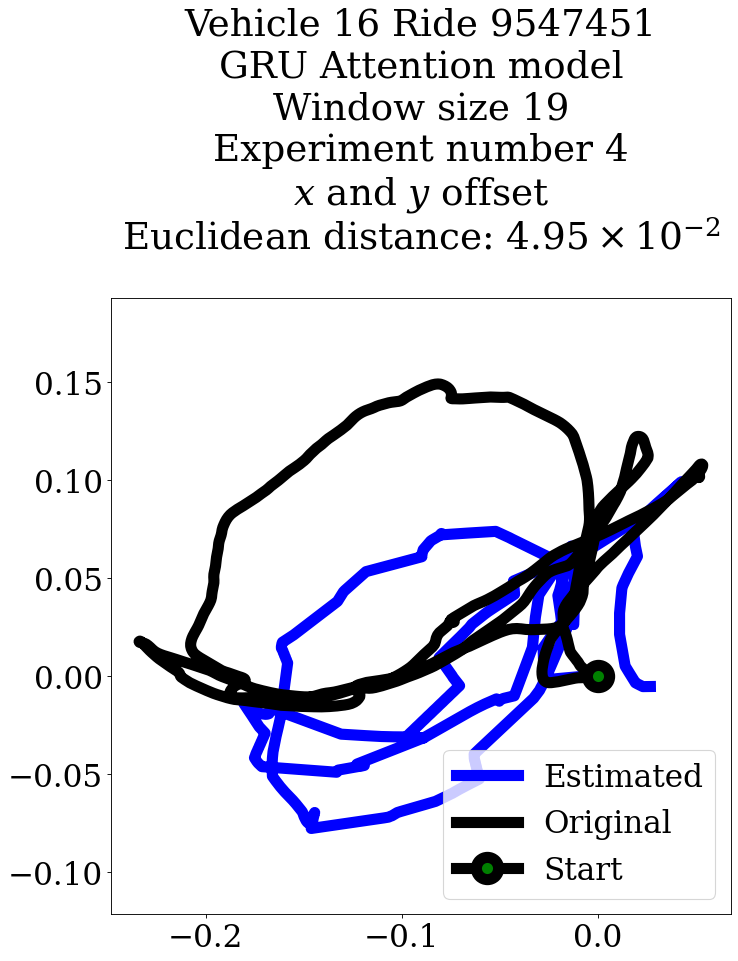 Vehicle 16 Ride 9547451
GRU Attention model
Window size 19
Experiment number 4
x and y offset
Euclidean distance: 4.95 × 10⁻²
0.15
0.10
0.05
0.00
−0.05
−0.10
−0.2
−0.1
0.0
Estimated
Original
Start